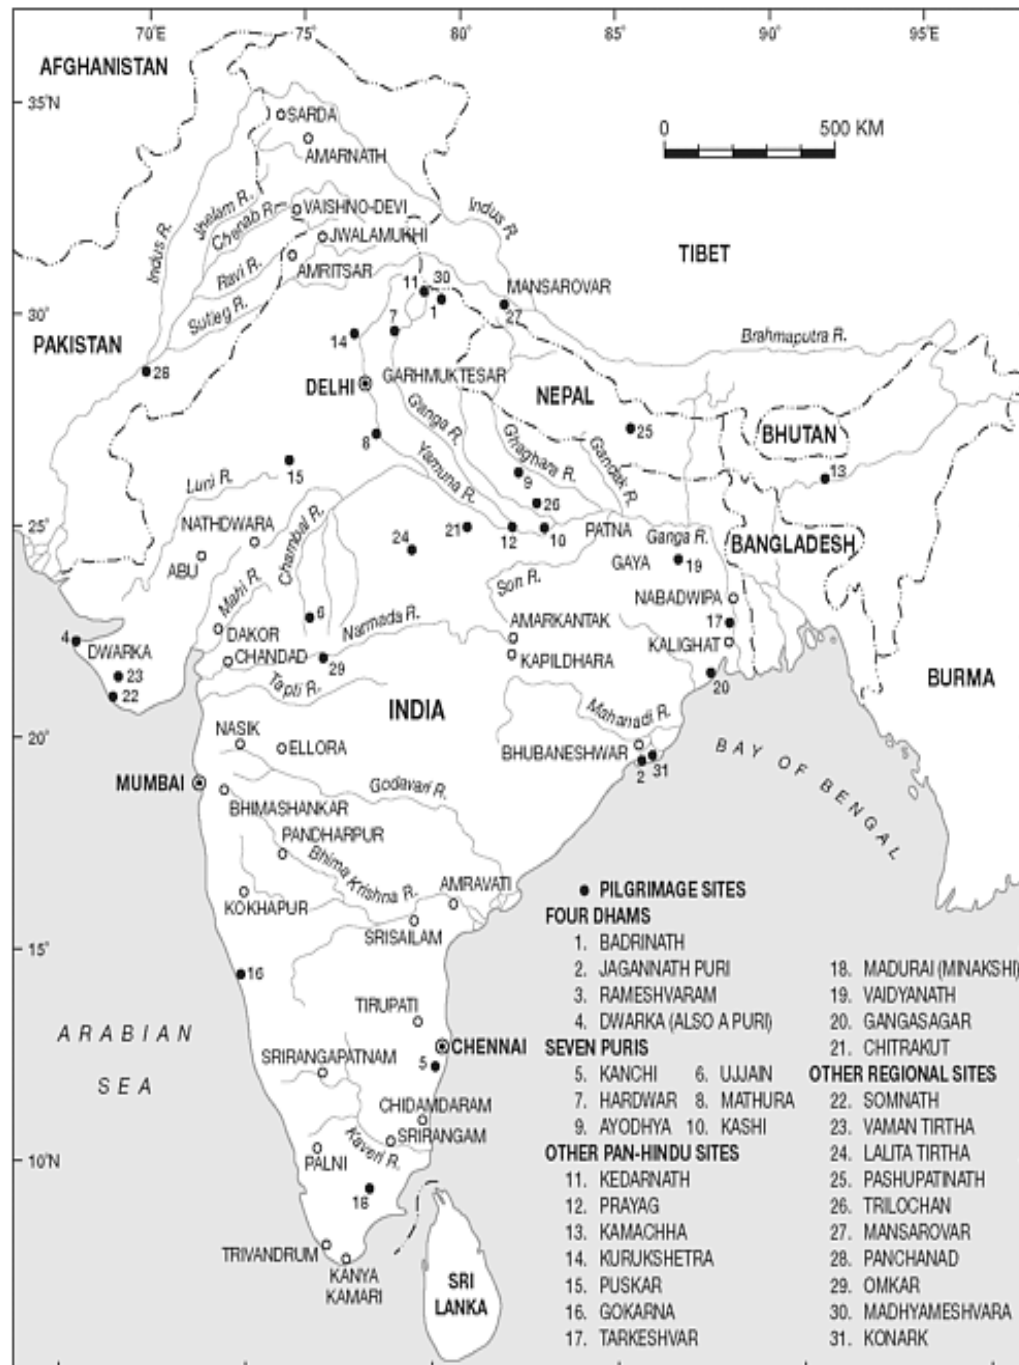 70°E 75° 80° 85° 90° 95°E
AFGHANISTAN
35°N
SARDA
0 500 KM
AMARNATH
Jhelam R.
Chenab R.
VAISHNO-DEVI
Indus R.
Indus R.
JWALAMUKHI
TIBET
Ravi R.
AMRITSAR
Sutleg R.
11 30
MANSAROVAR
1 27
30°
7
14
Brahmaputra R.
PAKISTAN
28
GARHMUKTESAR
DELHI
NEPAL
Ganga R.
25
BHUTAN
8
Ghaghara R.
Gandak R.
13
15
Yamuna R.
9
Luni R.
26
NATHDWARA
25°
21
12
10
PATNA
Ganga R.
BANGLADESH
24
Chambal R.
ABU
GAYA
19
Son R.
Mahi R.
NABADWIPA
6
Narmada R.
AMARKANTAK
17
4
DAKOR
KALIGHAT
DWARKA
CHANDAD
KAPILDHARA
29
23
20
BURMA
22
Tapti R.
INDIA
Mahanadi R.
NASIK
20°
ELLORA
BHUBANESHWAR
2
31
BAY OF BENGAL
MUMBAI
Godavari R.
BHIMASHANKAR
PANDHARPUR
Bhima
Krishna R.
AMRAVATI
PILGRIMAGE SITES
KOKHAPUR
FOUR DHAMS
SRISAILAM
1. BADRINATH
15°
2. JAGANNATH PURI
18. MADURAI (MINAKSHI)
16
3. RAMESHVARAM
19. VAIDYANATH
TIRUPATI
4. DWARKA (ALSO A PURI)
20. GANGASAGAR
ARABIAN
CHENNAI
SEVEN PURIS
21. CHITRAKUT
SRIRANGAPATNAM
5
5. KANCHI 6. UJJAIN
OTHER REGIONAL SITES
SEA
7. HARDWAR 8. MATHURA
22. SOMNATH
CHIDAMDARAM
9. AYODHYA 10. KASHI
23. VAMAN TIRTHA
SRIRANGAM
10°N
PALNI
Kaveri R.
OTHER PAN-HINDU SITES
24. LALITA TIRTHA
11. KEDARNATH
25. PASHUPATINATH
18
12. PRAYAG
26. TRILOCHAN
13. KAMACHHA
27. MANSAROVAR
TRIVANDRUM
14. KURUKSHETRA
28. PANCHANAD
KANYA
KAMARI
SRI
LANKA
15. PUSKAR
29. OMKAR
16. GOKARNA
30. MADHYAMESHVARA
17. TARKESHVAR
31. KONARK